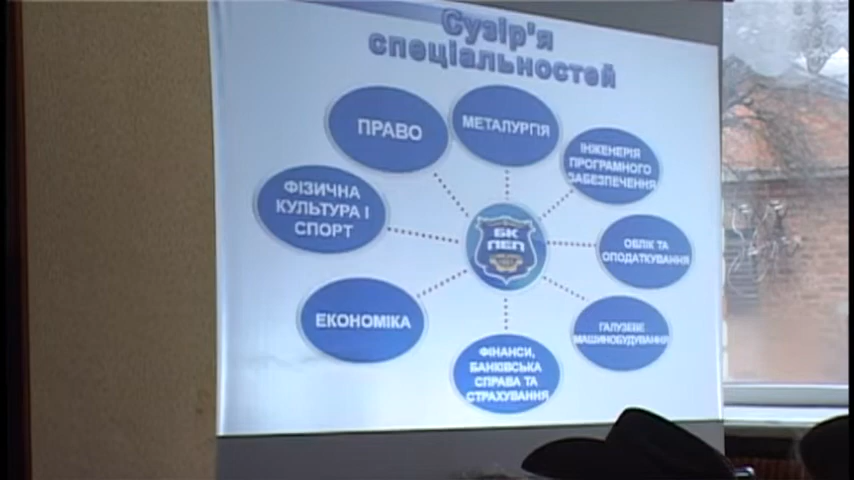 Сузір'я
спеціальностей
ПРАВО
МЕТАЛУРГІЯ
ІНЖЕНЕРІЯ
ПРОГРАМНОГО
ЗАБЕЗПЕЧЕННЯ
ФІЗИЧНА
КУЛЬТУРА І
СПОРТ
БК
ПЕП
ОБЛІК ТА
ОПОДАТКУВАННЯ
ЕКОНОМІКА
ГАЛУЗЕВЕ
МАШИНОБУДУВАННЯ
ФІНАНСИ,
БАНКІВСЬКА
СПРАВА ТА
СТРАХУВАННЯ